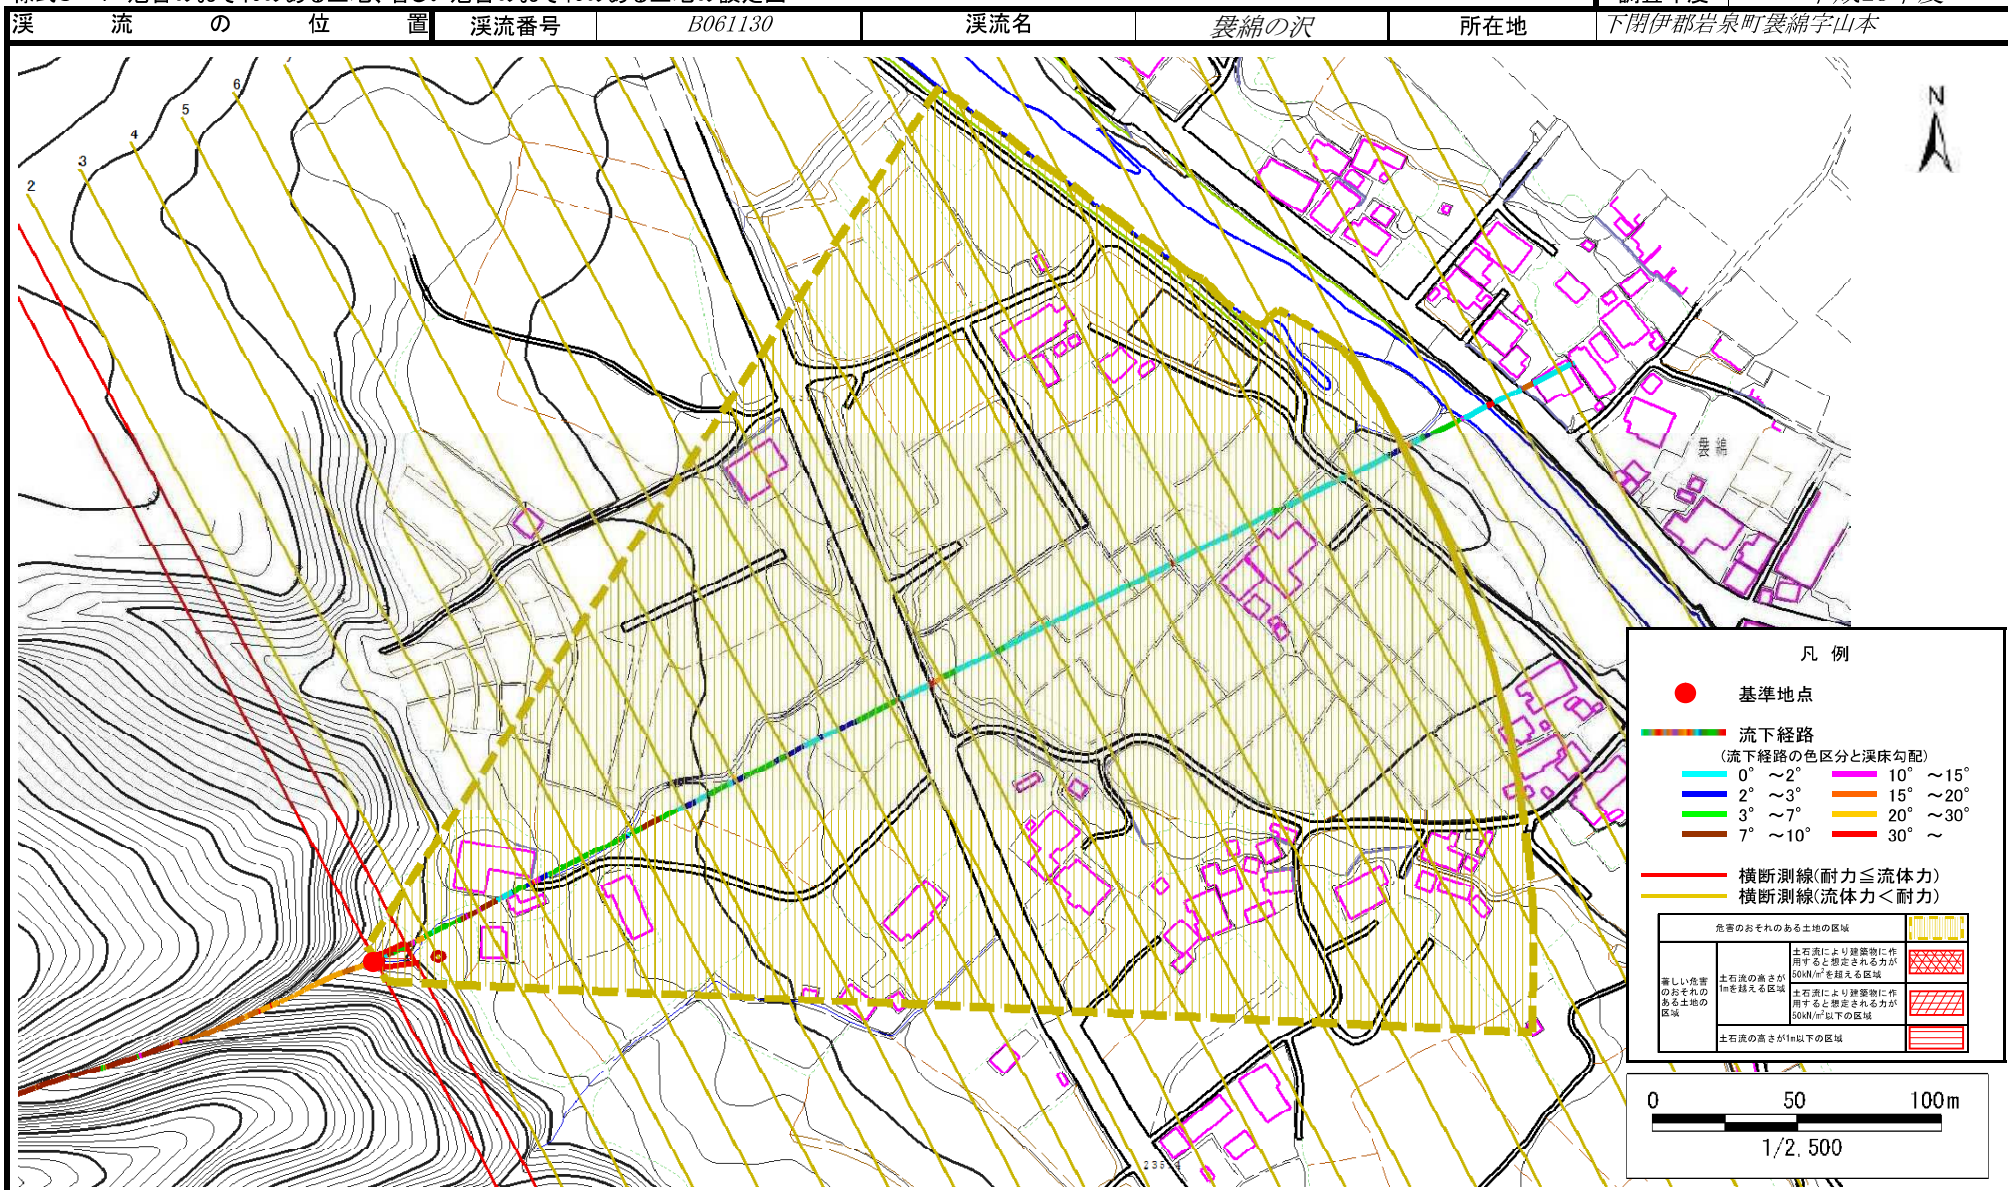 溪流の位置 溪流番号 B061130 溪流名 袰綿の沢 所在地 下閉伊郡岩泉町袰綿字山本
N
6
5
4
3
2
袰綿
凡例
基準地点
流下経路
(流下経路の色区分と渓床勾配)
0° ～2° 10° ～15°
2° ～3° 15° ～20°
3° ～7° 20° ～30°
7° ～10° 30° ～
横断測線(耐力≦流体力)
横断測線(流体力＜耐力)
危害のおそれのある土地の区域
著しい危害のおそれのある土地の区域
土石流の高さが1mを越える区域
土石流により建築物に作用すると想定される力が50kN/㎡を越える区域
土石流により建築物に作用すると想定される力が50kN/㎡以下の区域
土石流の高さが1m以下の区域
0 50 100m
1/2,500